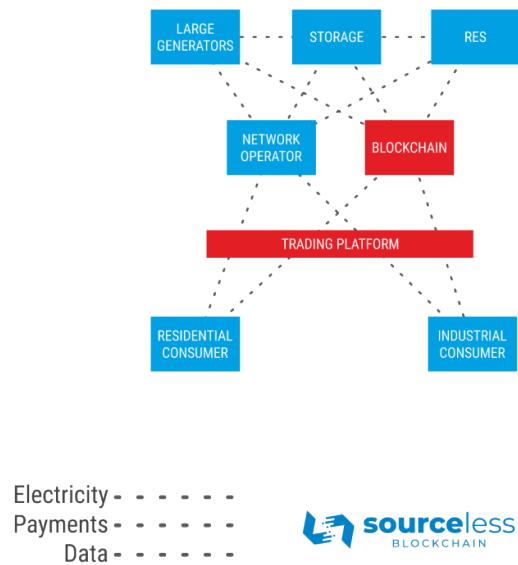 LARGE
GENERATORS
STORAGE
RES
NETWORK
OPERATOR
BLOCKCHAIN
TRADING PLATFORM
RESIDENTIAL
CONSUMER
INDUSTRIAL
CONSUMER
Electricity
Payments
Data
sourceless
BLOCKCHAIN